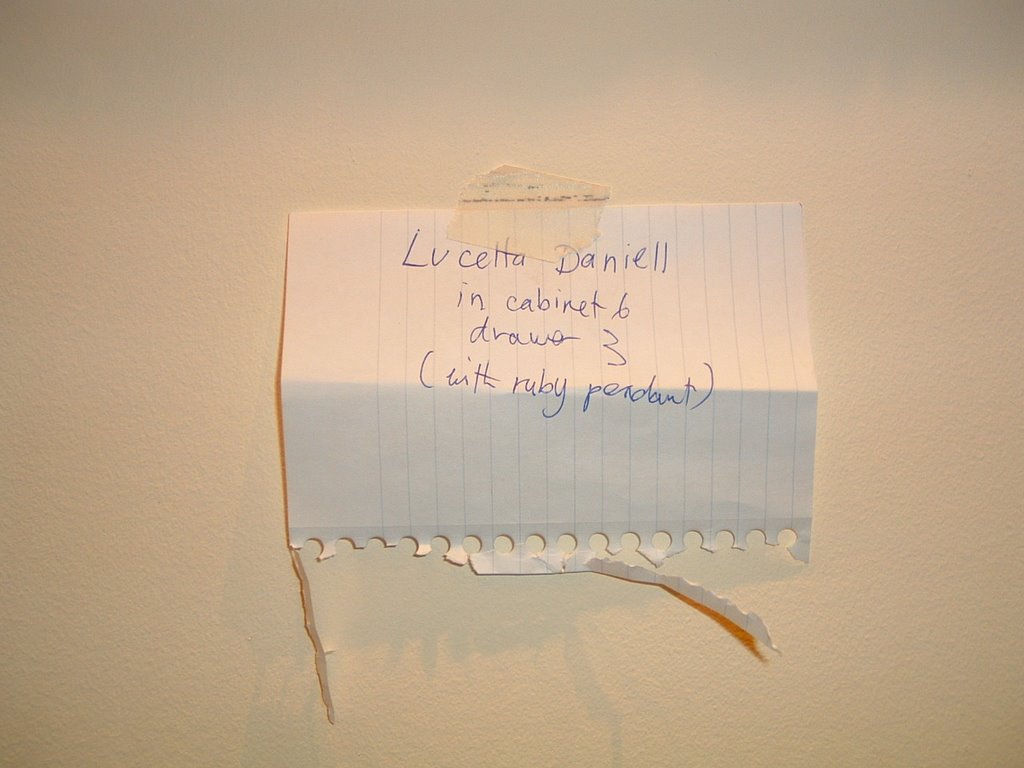 Lucetta Daniell
in cabinet 6
drawer 3
(with ruby pendant)